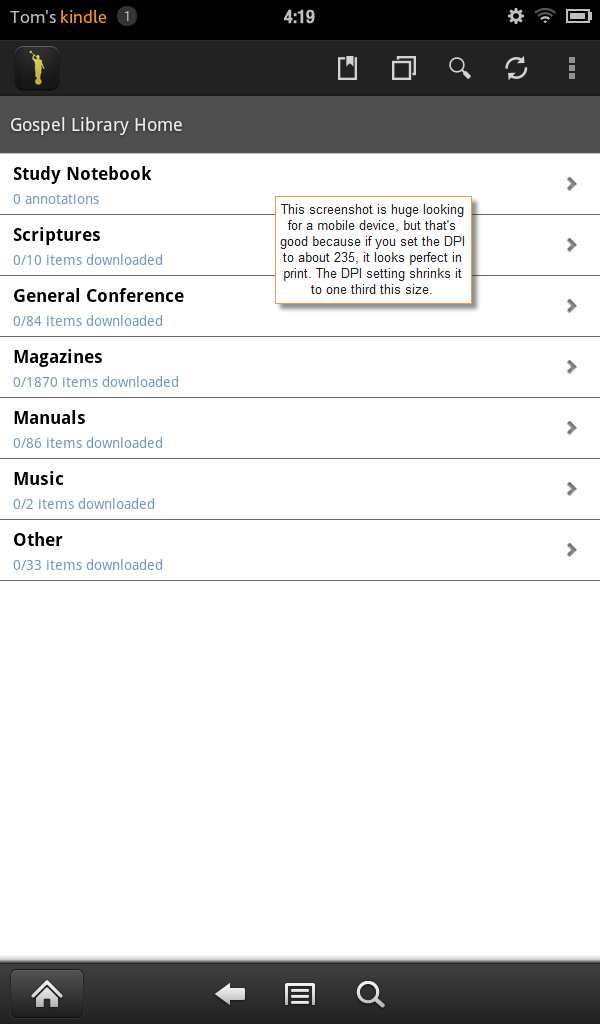 Tom's kindle 1 4:19
Gospel Library Home
Study Notebook
0 annotations
This screenshot is huge looking
for a mobile device, but that's
good because if you set the DPI
to about 235, it looks perfect in
print. The DPI setting shrinks it
to one third this size.
Scriptures
0/10 items downloaded
General Conference
0/84 items downloaded
Magazines
0/1870 items downloaded
Manuals
0/86 items downloaded
Music
0/2 items downloaded
Other
0/33 items downloaded